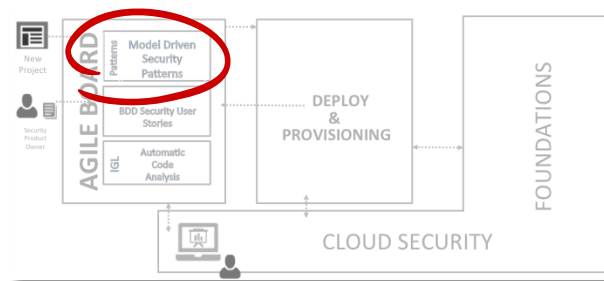 New
Project
Security
Product
Owner
AGILE BOARD
Patterns
Model Driven
Security
Patterns
BDD Security User
Stories
IGL
Automatic
Code
Analysis
DEPLOY
&
PROVISIONING
FOUNDATIONS
CLOUD SECURITY